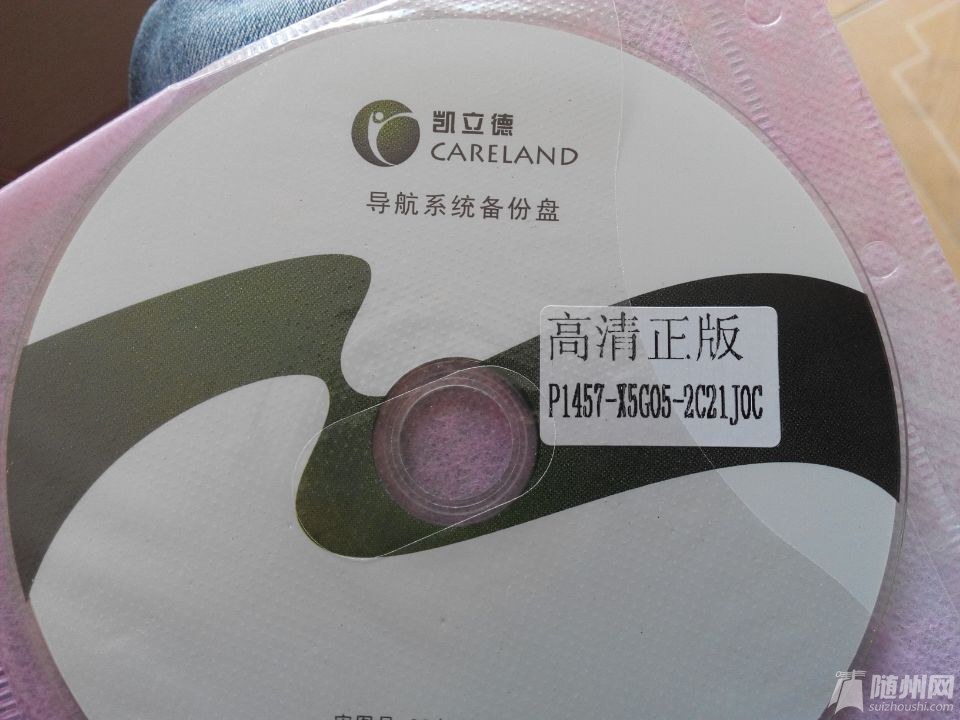 凯立德
CARELAND
导航系统备份盘
高清正版
P1457-X5G05-2C21J0C
随州网
suizhoushi.com